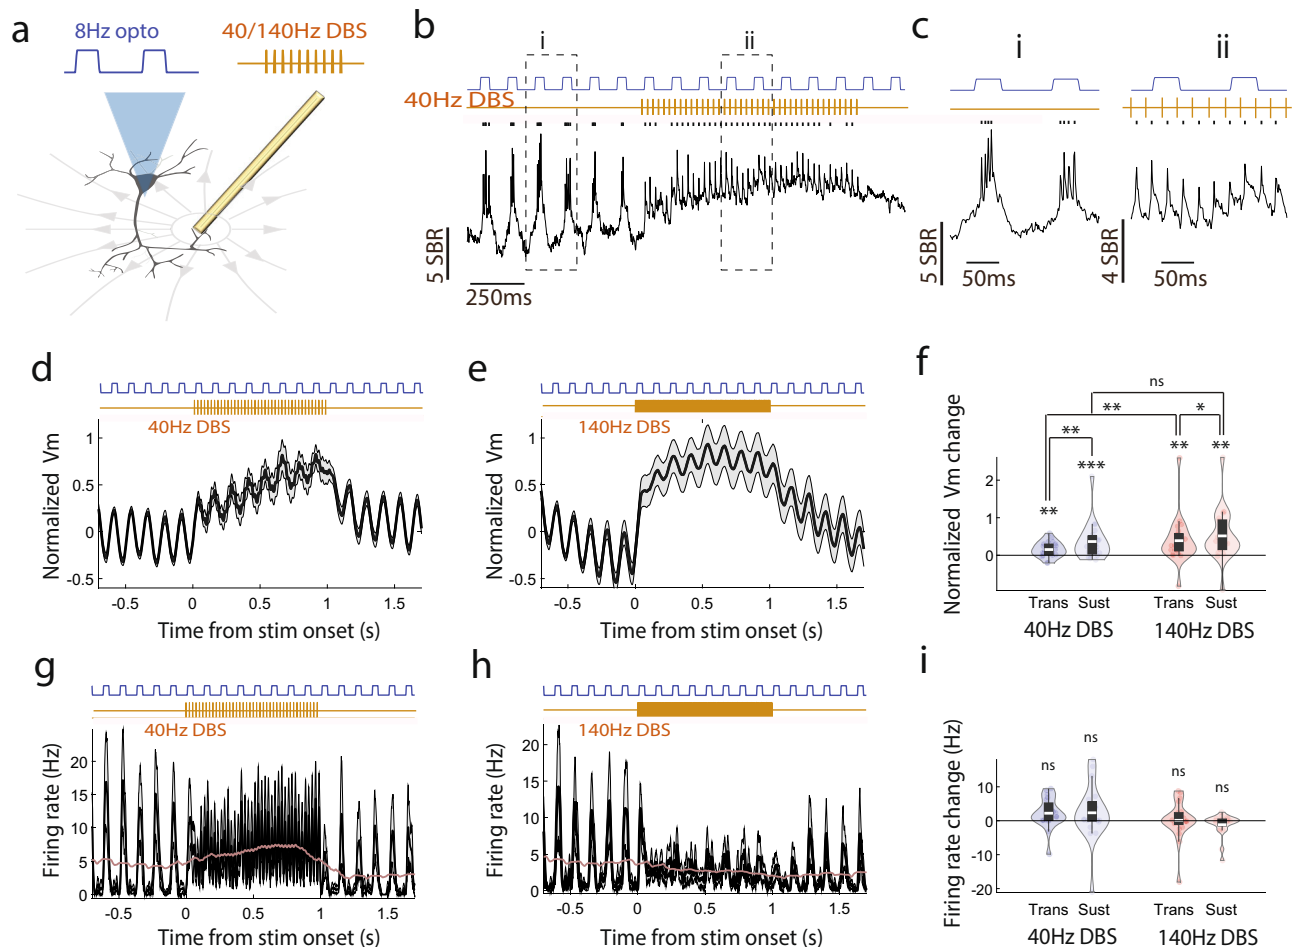 a
8Hz opto
40/140Hz DBS
b
i
ii
40Hz DBS
5 SBR
250ms
c
i
ii
5 SBR
50ms
4 SBR
50ms
d
40Hz DBS
Normalized Vm
1
0
-0.5
-0.5
0
0.5
1
1.5
Time from stim onset (s)
e
140Hz DBS
Normalized Vm
1
0
-0.5
-0.5
0
0.5
1
1.5
Time from stim onset (s)
f
ns
**
*
**
**
**
***
**
Normalized Vm change
2
1
0
Trans
Sust
Trans
Sust
40Hz DBS
140Hz DBS
g
40Hz DBS
Firing rate (Hz)
20
15
10
5
0
-0.5
0
0.5
1
1.5
Time from stim onset (s)
h
140Hz DBS
Firing rate (Hz)
20
15
10
5
0
-0.5
0
0.5
1
1.5
Time from stim onset (s)
i
ns
ns
ns
ns
Firing rate change (Hz)
10
0
-10
-20
Trans
Sust
Trans
Sust
40Hz DBS
140Hz DBS